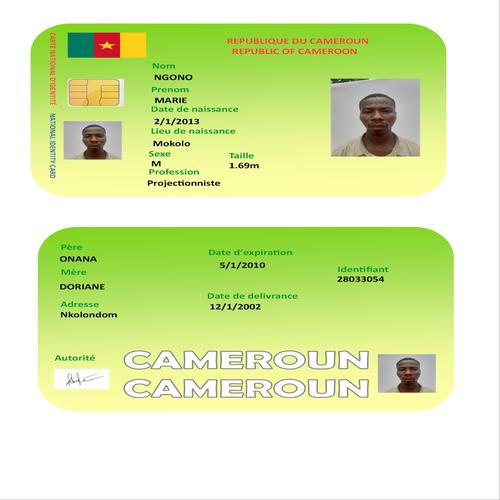 CARTE NATIONAL D'IDENTITÉ
NATIONAL IDENTITY CARD
REPUBLIQUE DU CAMEROUN
REPUBLIC OF CAMEROON
Nom
NGONO
Prenom
MARIE
Date de naissance
2/1/2013
Lieu de naissance
Mokolo
Sexe
M
Taille
1.69m
Profession
Projectionniste
Père
ONANA
Mère
DORIANE
Adresse
Nkolondom
Date d'expiration
5/1/2010
Date de delivrance
12/1/2002
Identifiant
28033054
Autorité
CAMEROUN
CAMEROUN